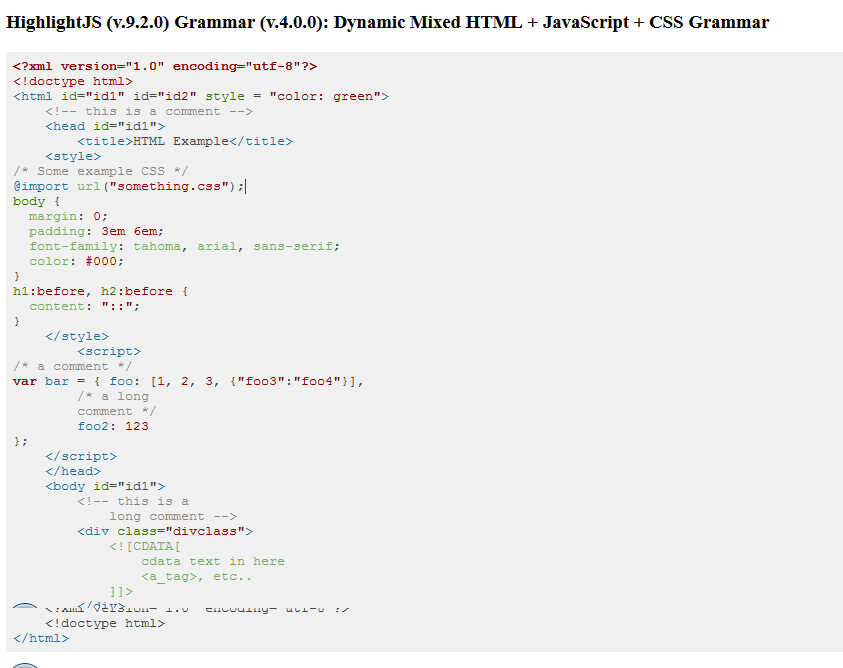 HighlightJS (v.9.2.0) Grammar (v.4.0.0): Dynamic Mixed HTML + JavaScript + CSS Grammar
<?xml version="1.0" encoding="utf-8"?>
<!doctype html>
<html id="id1" id="id2" style = "color: green">
    <!-- this is a comment -->
    <head id="id1">
        <title>HTML Example</title>
    <style>
/* Some example CSS */
@import url("something.css");
body {
  margin: 0;
  padding: 3em 6em;
  font-family: tahoma, arial, sans-serif;
  color: #000;
}
h1:before, h2:before {
  content: "::";
}
    </style>
        <script>
/* a comment */
var bar = { foo: [1, 2, 3, {"foo3":"foo4"}],
        /* a long
        comment */
        foo2: 123
};
    </script>
    </head>
    <body id="id1">
        <!-- this is a
            long comment -->
        <div class="divclass">
            <![CDATA[
                cdata text in here
                <a_tag>, etc..
            ]]>
        </div>
    <!doctype html>
</html>